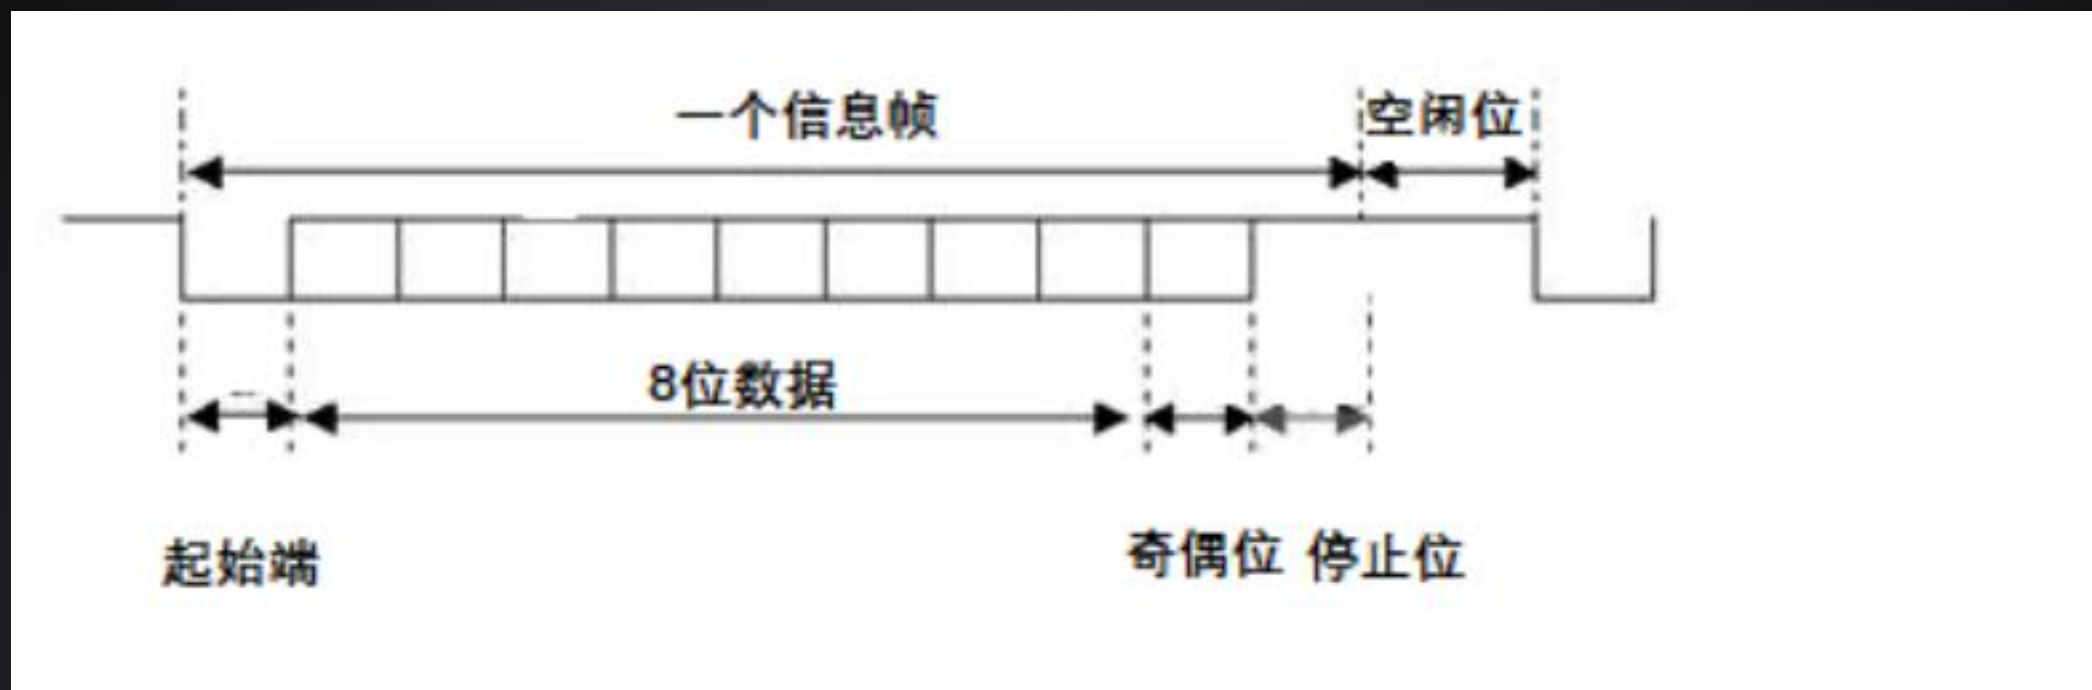 一个信息帧
空闲位
8位数据
起始端
奇偶位
停止位